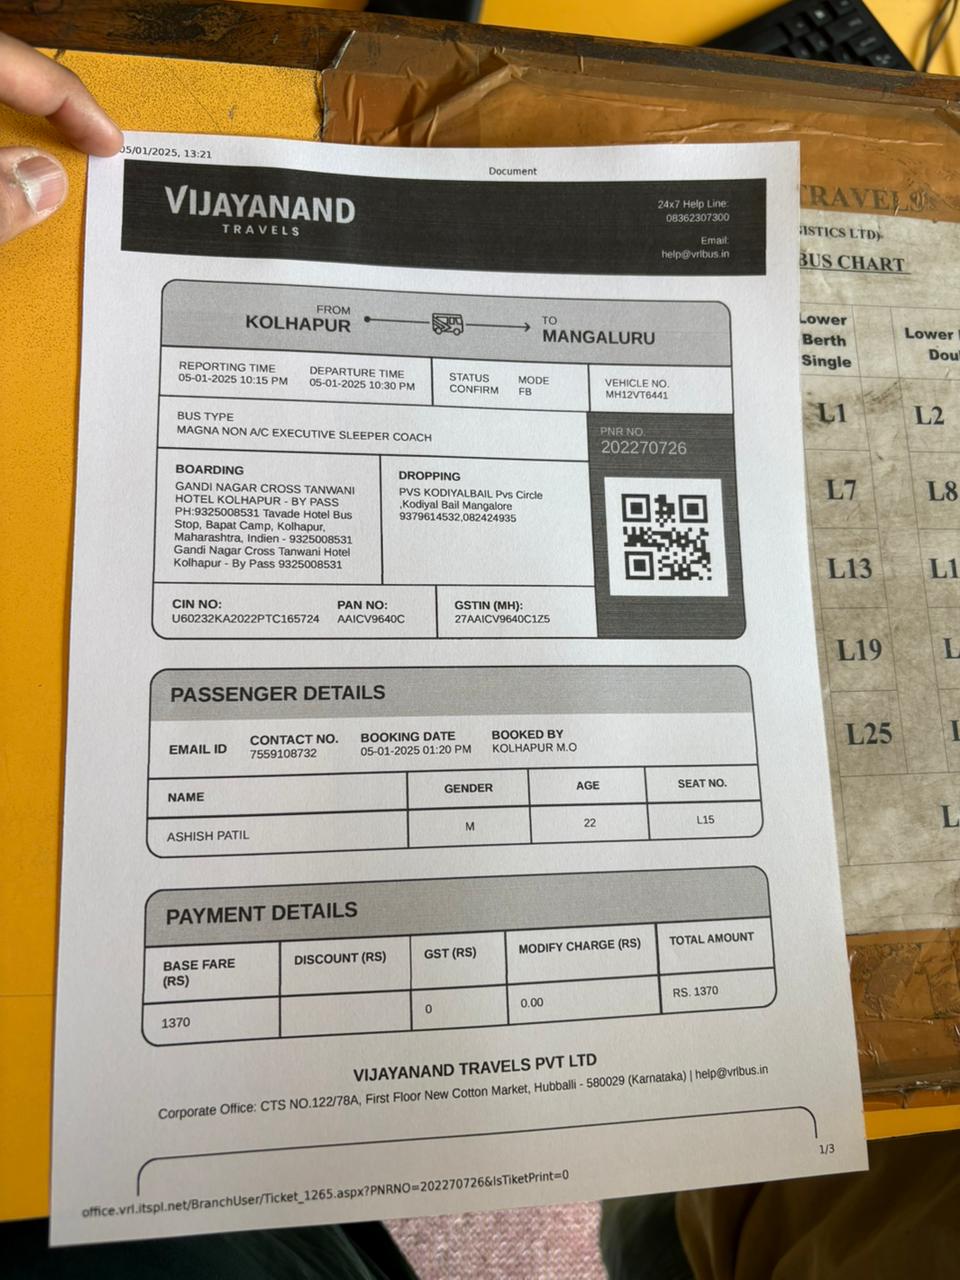 05/01/2025, 13:21
Document
VIJAYANAND
TRAVELS
24x7 Help Line:
08362307300
Email:
help@vrlbus.in
FROM
KOLHAPUR
TO
MANGALURU
REPORTING TIME
05-01-2025 10:15 PM
DEPARTURE TIME
05-01-2025 10:30 PM
STATUS
CONFIRM
MODE
FB
VEHICLE NO.
MH12VT6441
BUS TYPE
MAGNA NON A/C EXECUTIVE SLEEPER COACH
PNR NO.
202270726
BOARDING
GANDI NAGAR CROSS TANWANI
HOTEL KOLHAPUR - BY PASS
PH:9325008531 Tavade Hotel Bus
Stop, Bapat Camp, Kolhapur,
Maharashtra, Indien - 9325008531
Gandi Nagar Cross Tanwani Hotel
Kolhapur - By Pass 9325008531
DROPPING
PVS KODIYALBAIL Pvs Circle
,Kodiyal Bail Mangalore
9379614532,082424935
CIN NO:
U60232KA2022PTC165724
PAN NO:
AAICV9640C
GSTIN (MH):
27AAICV9640C1Z5
PASSENGER DETAILS
EMAIL ID
CONTACT NO.
7559108732
BOOKING DATE
05-01-2025 01:20 PM
BOOKED BY
KOLHAPUR M.O
NAME GENDER AGE SEAT NO.
ASHISH PATIL M 22 L15
PAYMENT DETAILS
BASE FARE
(RS)
DISCOUNT (RS) GST (RS) MODIFY CHARGE (RS) TOTAL AMOUNT
1370 0 0.00 RS. 1370
VIJAYANAND TRAVELS PVT LTD
Corporate Office: CTS NO.122/78A, First Floor New Cotton Market, Hubballi - 580029 (Karnataka) | help@vrlbus.in
1/3
office.vrl.itspl.net/BranchUser/Ticket_1265.aspx?PNRNO=202270726&IsTiketPrint=0
TRAVELS
LTD)
BUS CHART
Lower
Berth
Single
Lower
L1 L2
L7 L8
L13
L19
L25